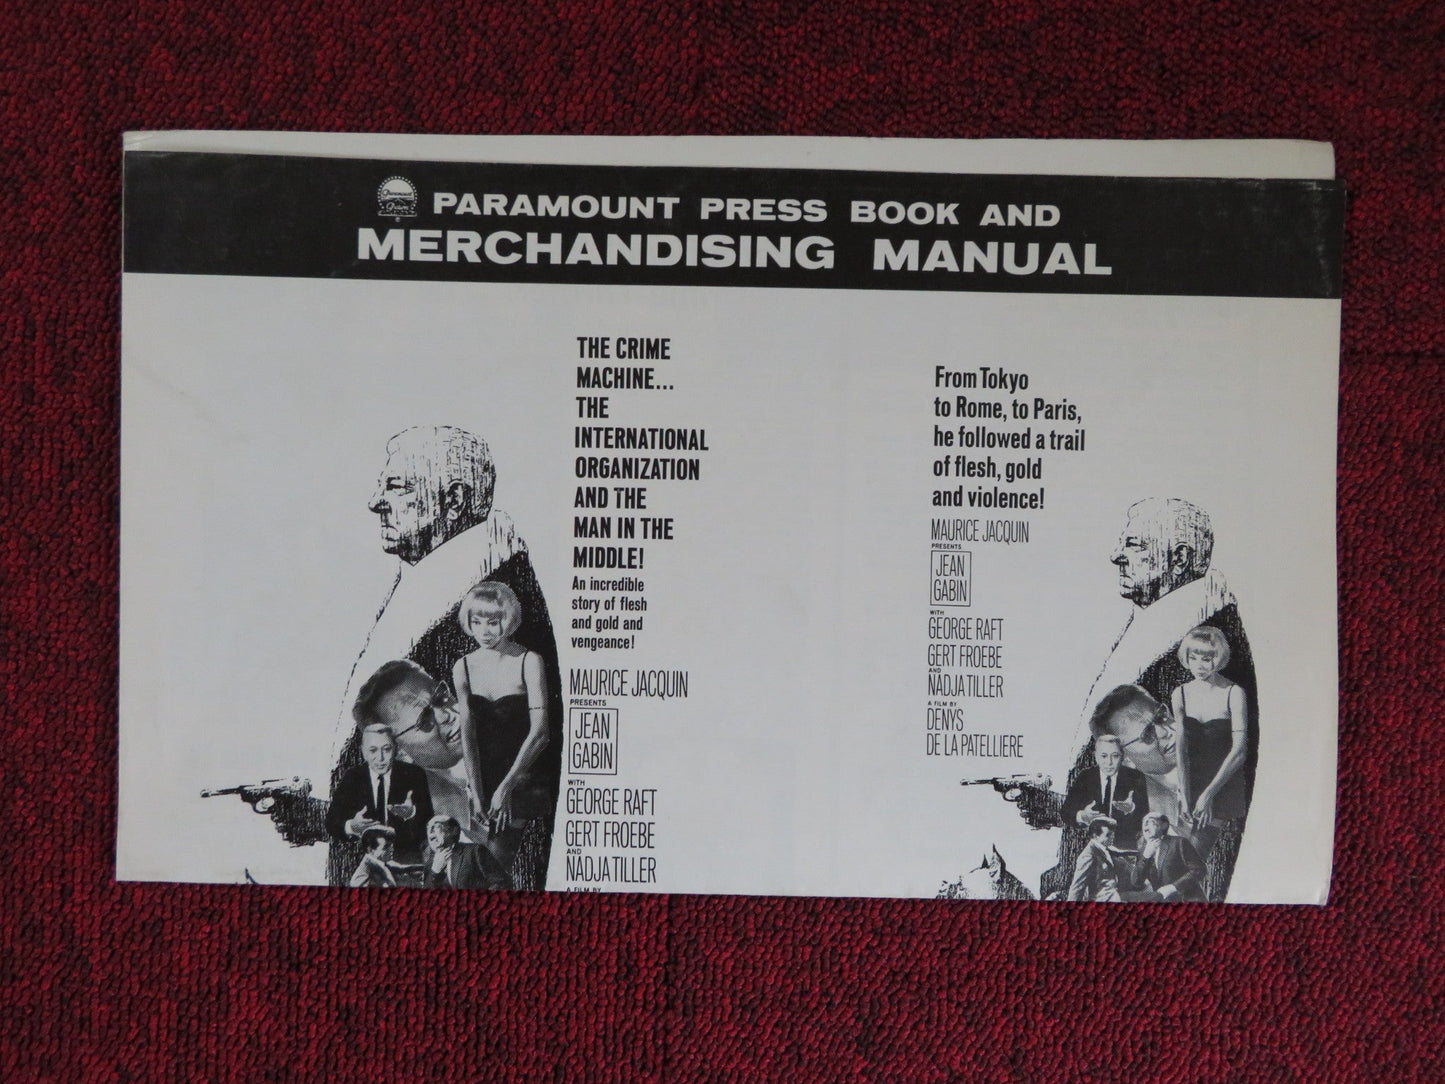 Paramount
PARAMOUNT PRESS BOOK AND
MERCHANDISING MANUAL
THE CRIME
MACHINE...
THE
INTERNATIONAL
ORGANIZATION
AND THE
MAN IN THE
MIDDLE!
An incredible
story of flesh
and gold and
vengeance!
MAURICE JACQUIN
PRESENTS
JEAN
GABIN
WITH
GEORGE RAFT
GERT FROEBE
AND
NADJA TILLER
A FILM BY
From Tokyo
to Rome, to Paris,
he followed a trail
of flesh, gold
and violence!
MAURICE JACQUIN
PRESENTS
JEAN
GABIN
WITH
GEORGE RAFT
GERT FROEBE
AND
NADJA TILLER
A FILM BY
DENYS
DE LA PATELLIERE